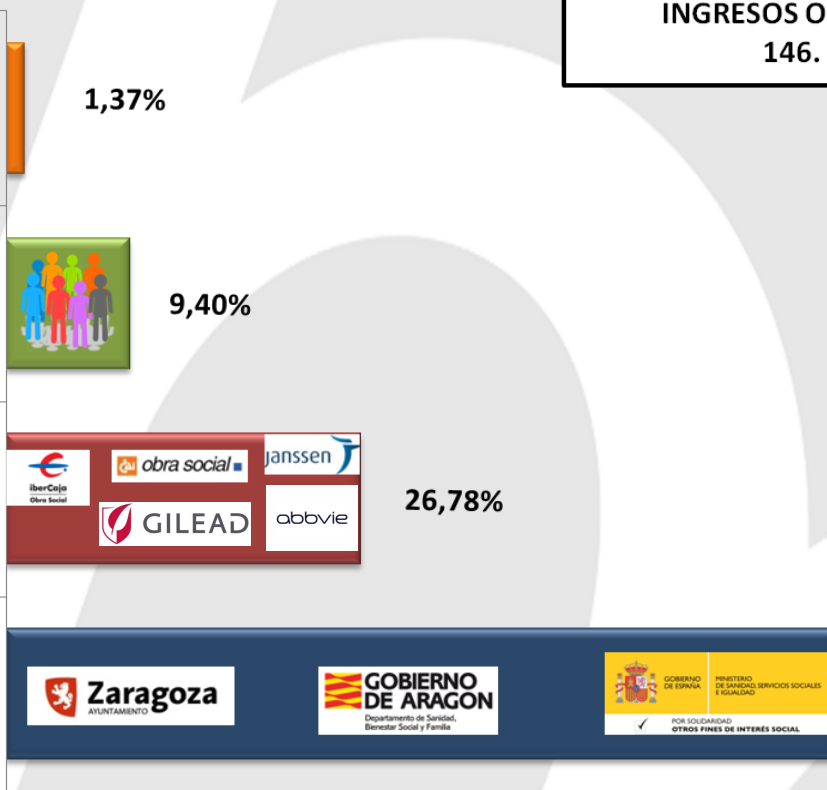 INGRESOS O
146.
1,37%
9,40%
iberCaja
Obra Social
cai obra social
janssen
GILEAD
abbvie
26,78%
Zaragoza
AYUNTAMIENTO
GOBIERNO
DE ARAGON
Departamento de Sanidad,
Bienestar Social y Familia
GOBIERNO
DE ESPAÑA
MINISTERIO
DE SANIDAD, SERVICIOS SOCIALES
E IGUALDAD
POR SOLIDARIDAD
OTROS FINES DE INTERÉS SOCIAL